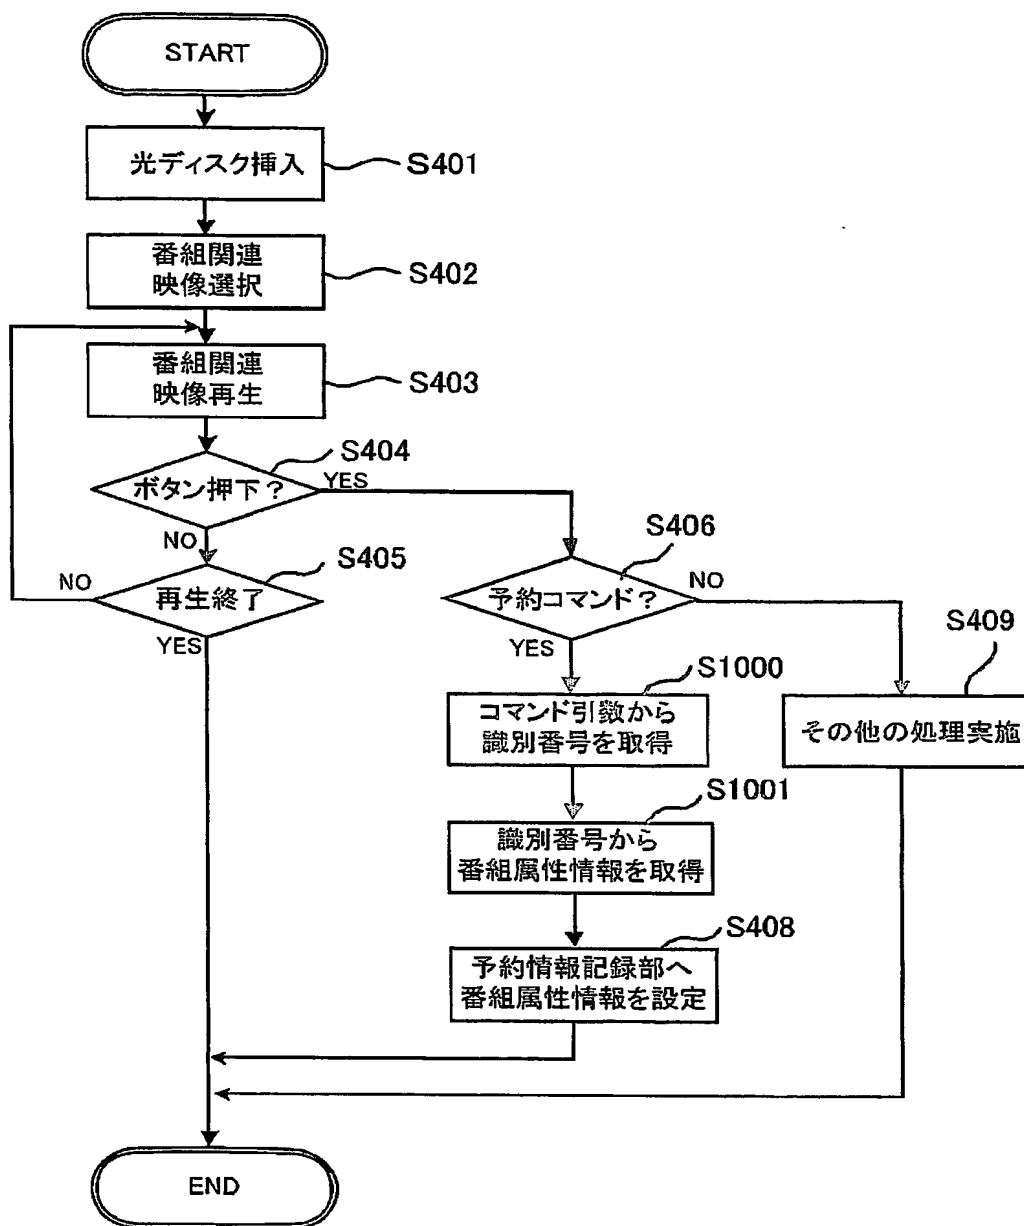 START
光ディスク挿入
S401
番組関連
映像選択
S402
番組関連
映像再生
S403
ボタン押下？
S404
YES
NO
再生終了
S405
NO
YES
予約コマンド？
S406
NO
YES
コマンド引数から
識別番号を取得
S1000
その他の処理実施
S409
識別番号から
番組属性情報を取得
S1001
予約情報記録部へ
番組属性情報を設定
S408
END